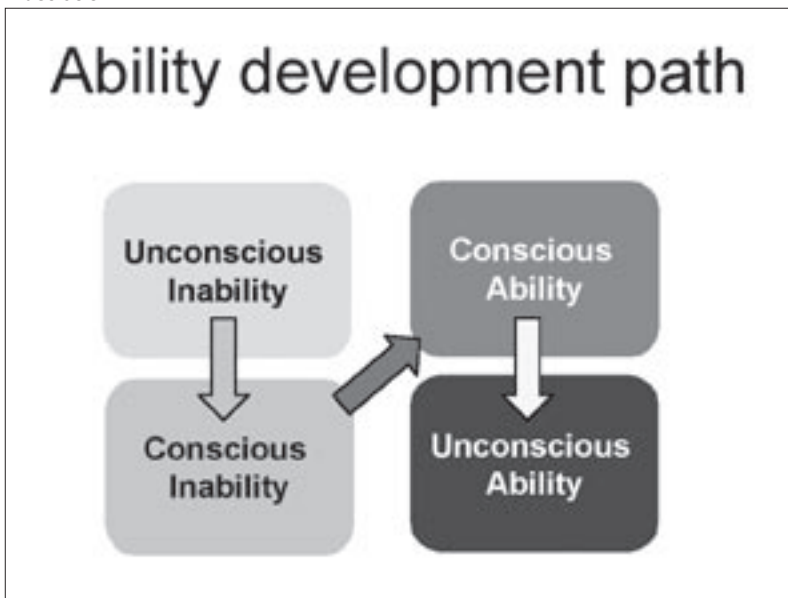 Ability development path
Unconscious
Inability
Conscious
Inability
Conscious
Ability
Unconscious
Ability